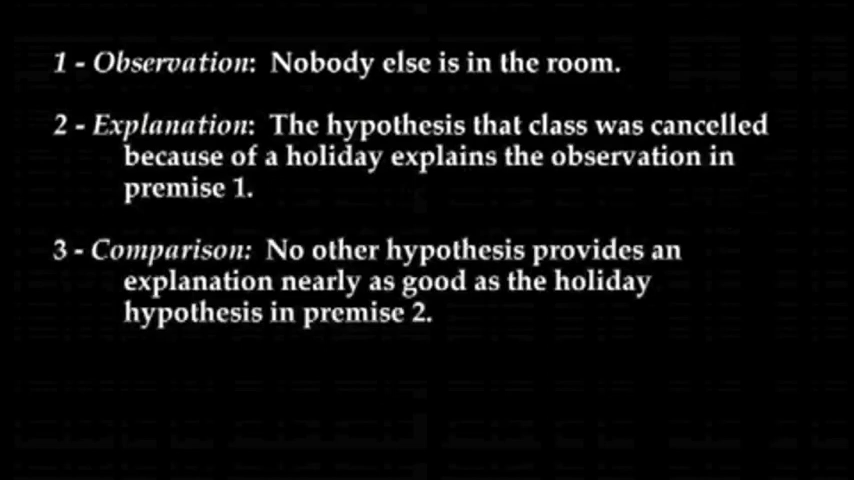 1 - Observation: Nobody else is in the room.
2 - Explanation: The hypothesis that class was cancelled
because of a holiday explains the observation in
premise 1.
3 - Comparison: No other hypothesis provides an
explanation nearly as good as the holiday
hypothesis in premise 2.